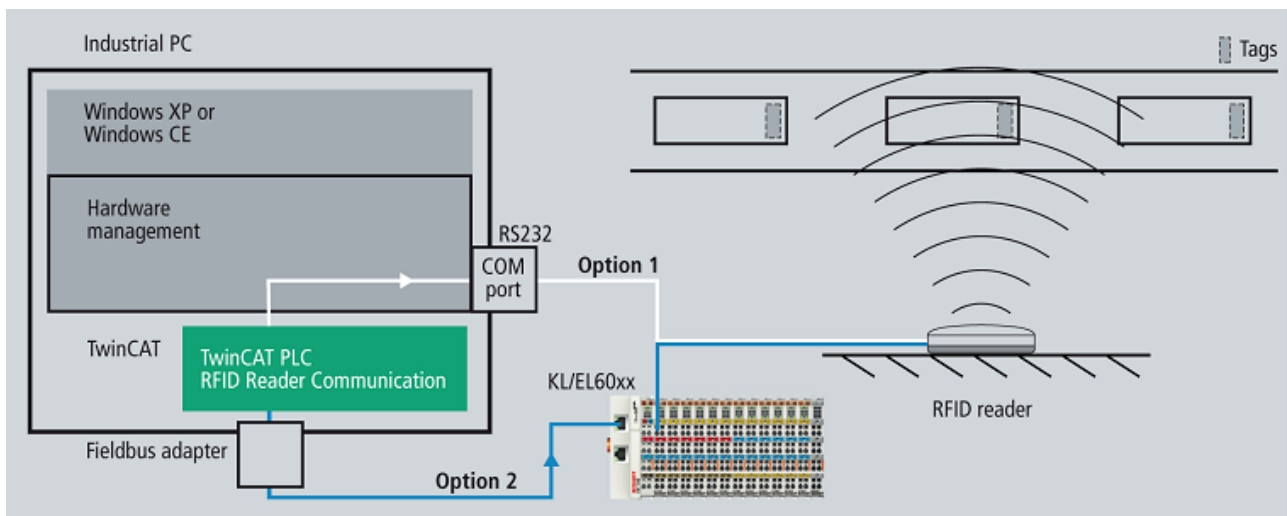 Industrial PC
Tags
Windows XP or
Windows CE
Hardware
management
RS232
COM
port
Option 1
TwinCAT
TwinCAT PLC
RFID Reader Communication
KL/EL60xx
RFID reader
Fieldbus adapter
Option 2